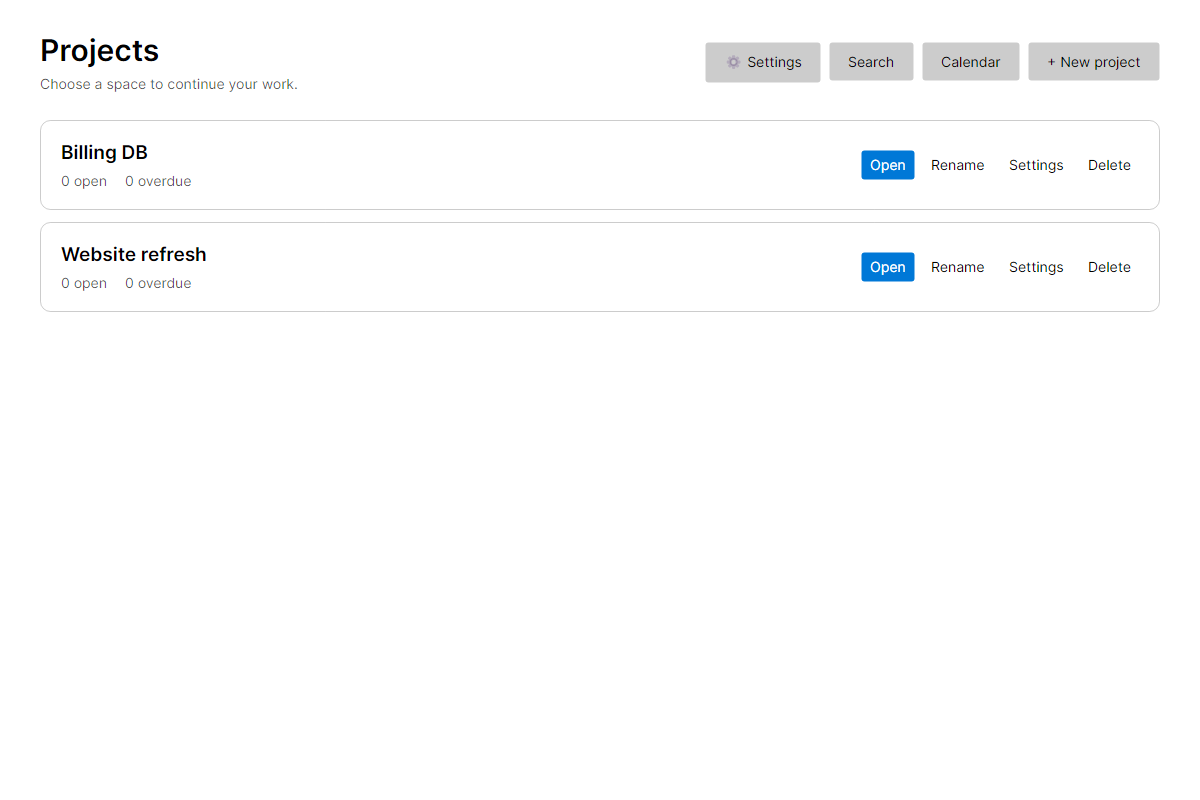 Projects
Choose a space to continue your work.
Settings Search Calendar + New project
Billing DB
0 open 0 overdue
Open Rename Settings Delete
Website refresh
0 open 0 overdue
Open Rename Settings Delete